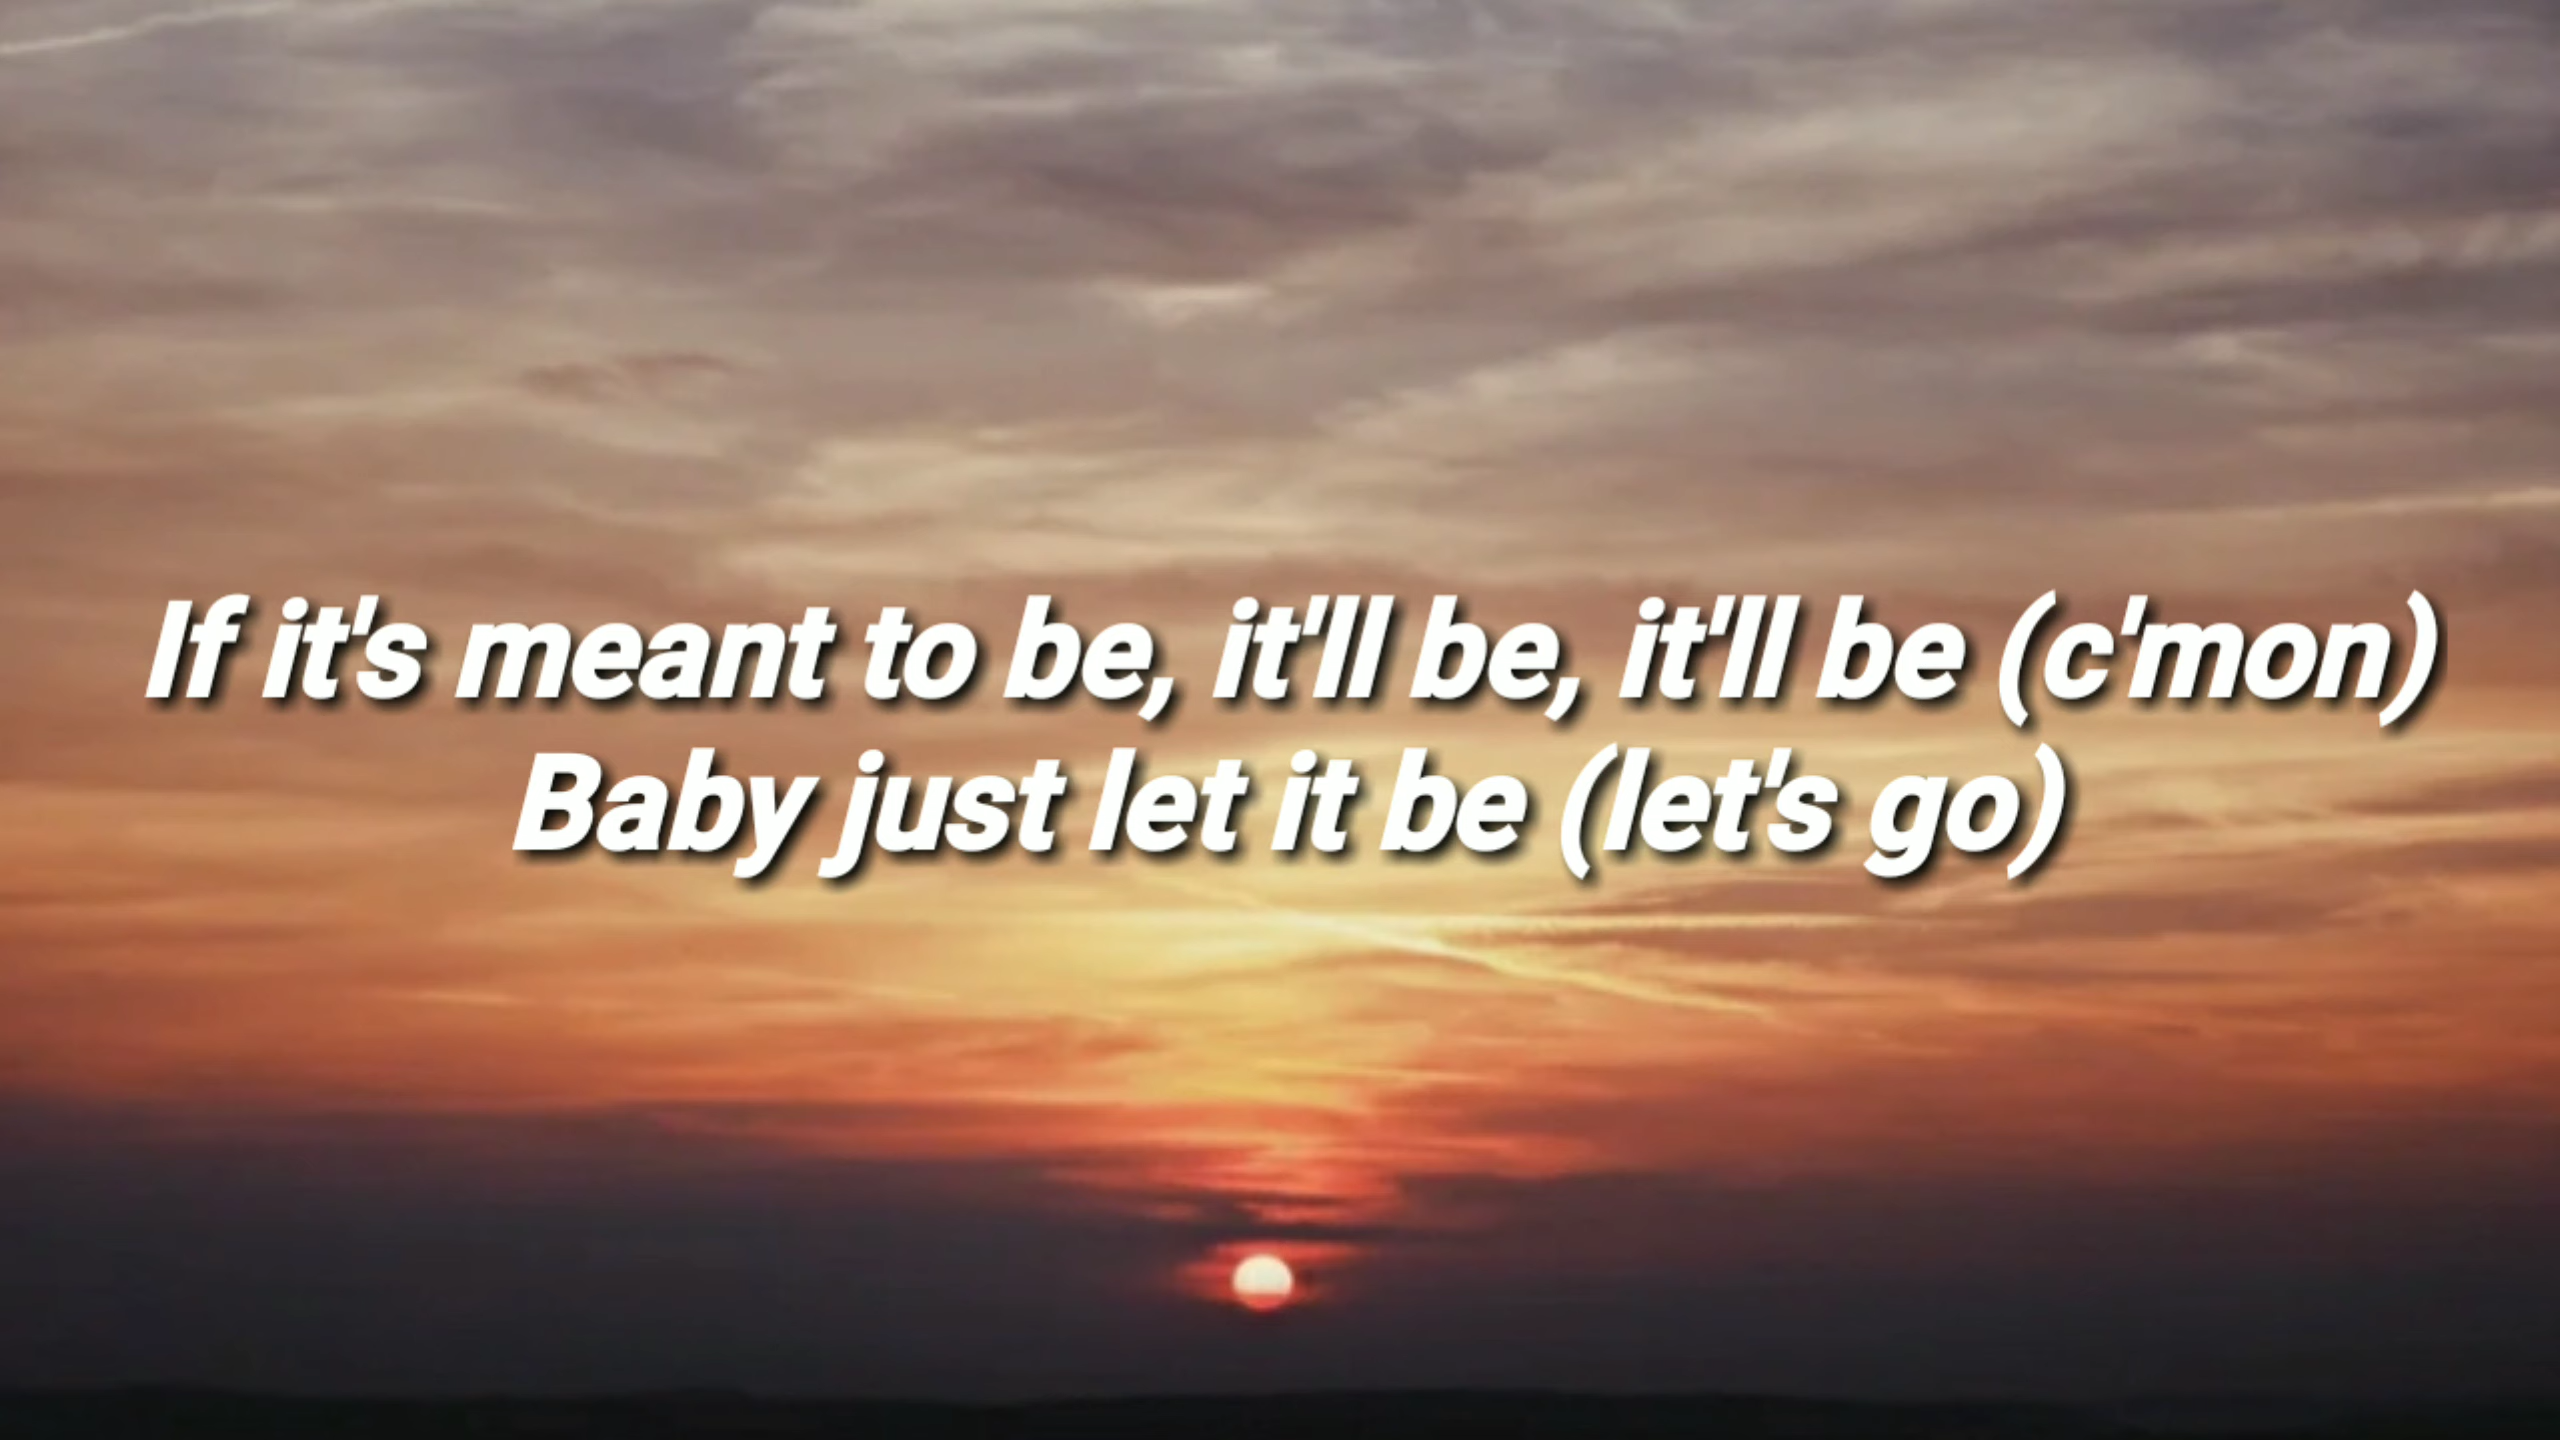 If it's meant to be, it'll be, it'll be (c'mon)
Baby just let it be (let's go)